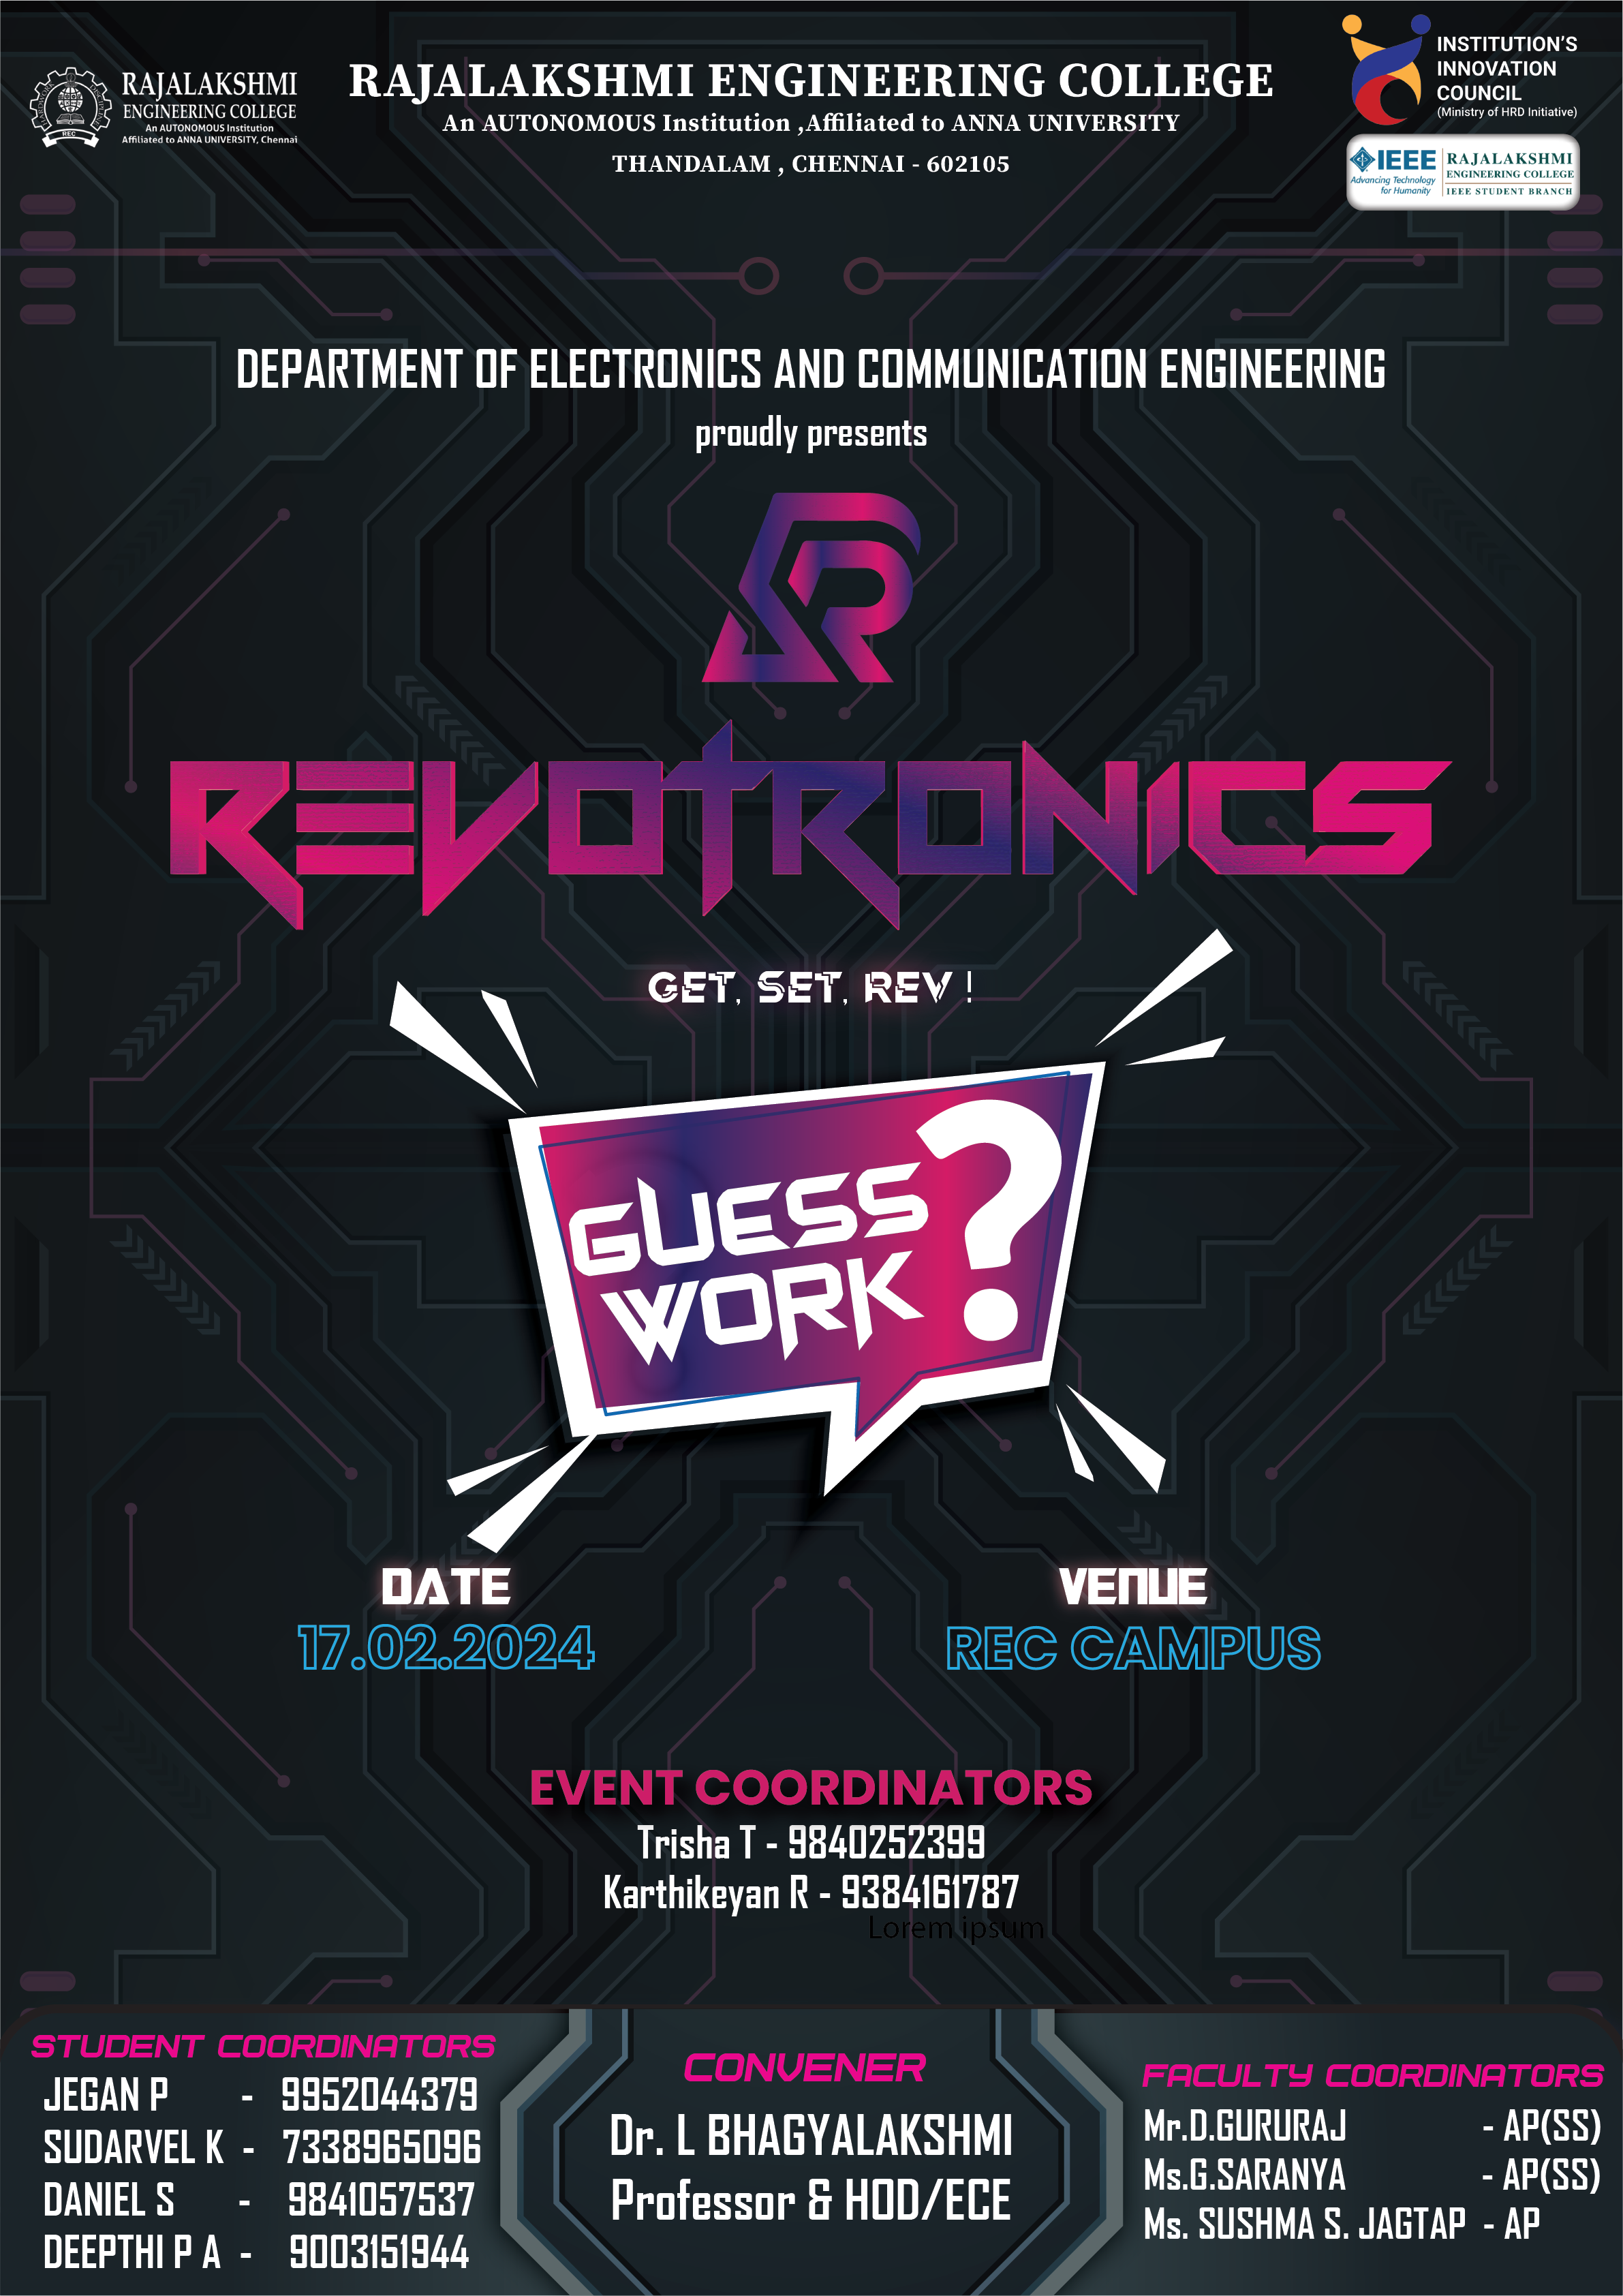 RAJALAKSHMI
ENGINEERING COLLEGE
An AUTONOMOUS Institution
Affiliated to ANNA UNIVERSITY, Chennai
REC
RAJALAKSHMI ENGINEERING COLLEGE
An AUTONOMOUS Institution ,Affiliated to ANNA UNIVERSITY
THANDALAM , CHENNAI - 602105
INSTITUTION'S
INNOVATION
COUNCIL
(Ministry of HRD Initiative)
IEEE
Advancing Technology
for Humanity
RAJALAKSHMI
ENGINEERING COLLEGE
IEEE STUDENT BRANCH
DEPARTMENT OF ELECTRONICS AND COMMUNICATION ENGINEERING
proudly presents
REVOTRONICS
GET, SET, REV !
GUESS
WORK ?
DATE
17.02.2024
VENUE
REC CAMPUS
EVENT COORDINATORS
Trisha T - 9840252399
Karthikeyan R - 9384161787
Lorem ipsum
STUDENT COORDINATORS
JEGAN P - 9952044379
SUDARVEL K - 7338965096
DANIEL S - 9841057537
DEEPTHI P A - 9003151944
CONVENER
Dr. L BHAGYALAKSHMI
Professor & HOD/ECE
FACULTY COORDINATORS
Mr.D.GURURAJ - AP(SS)
Ms.G.SARANYA - AP(SS)
Ms. SUSHMA S. JAGTAP - AP